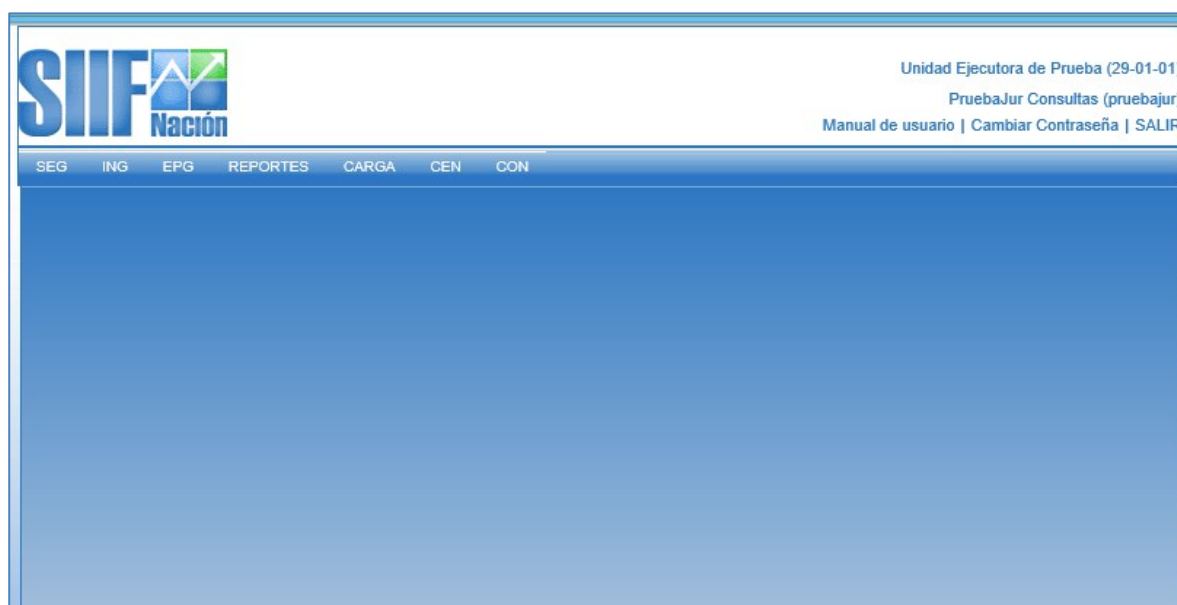 SIIF
Nación
Unidad Ejecutora de Prueba (29-01-01)
PruebaJur Consultas (pruebajur)
Manual de usuario | Cambiar Contraseña | SALIR
SEG ING EPG REPORTES CARGA CEN CON